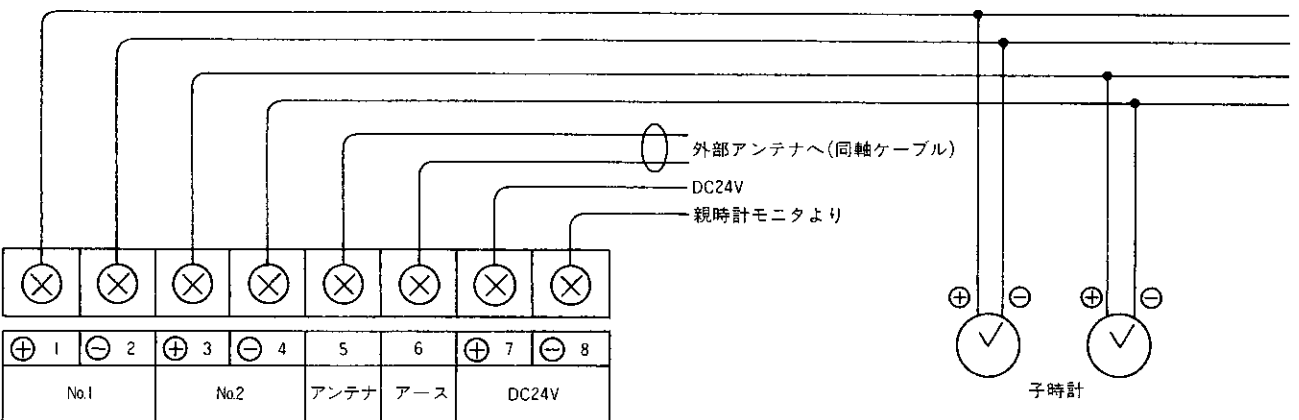 外部アンテナへ(同軸ケーブル)
DC24V
親時計モニタより
⊕ ⊖ ⊕ ⊖
子時計
⊕ 1 ⊖ 2 ⊕ 3 ⊖ 4 5 6 ⊕ 7 ⊖ 8
No.1 No.2 アンテナ アース DC24V